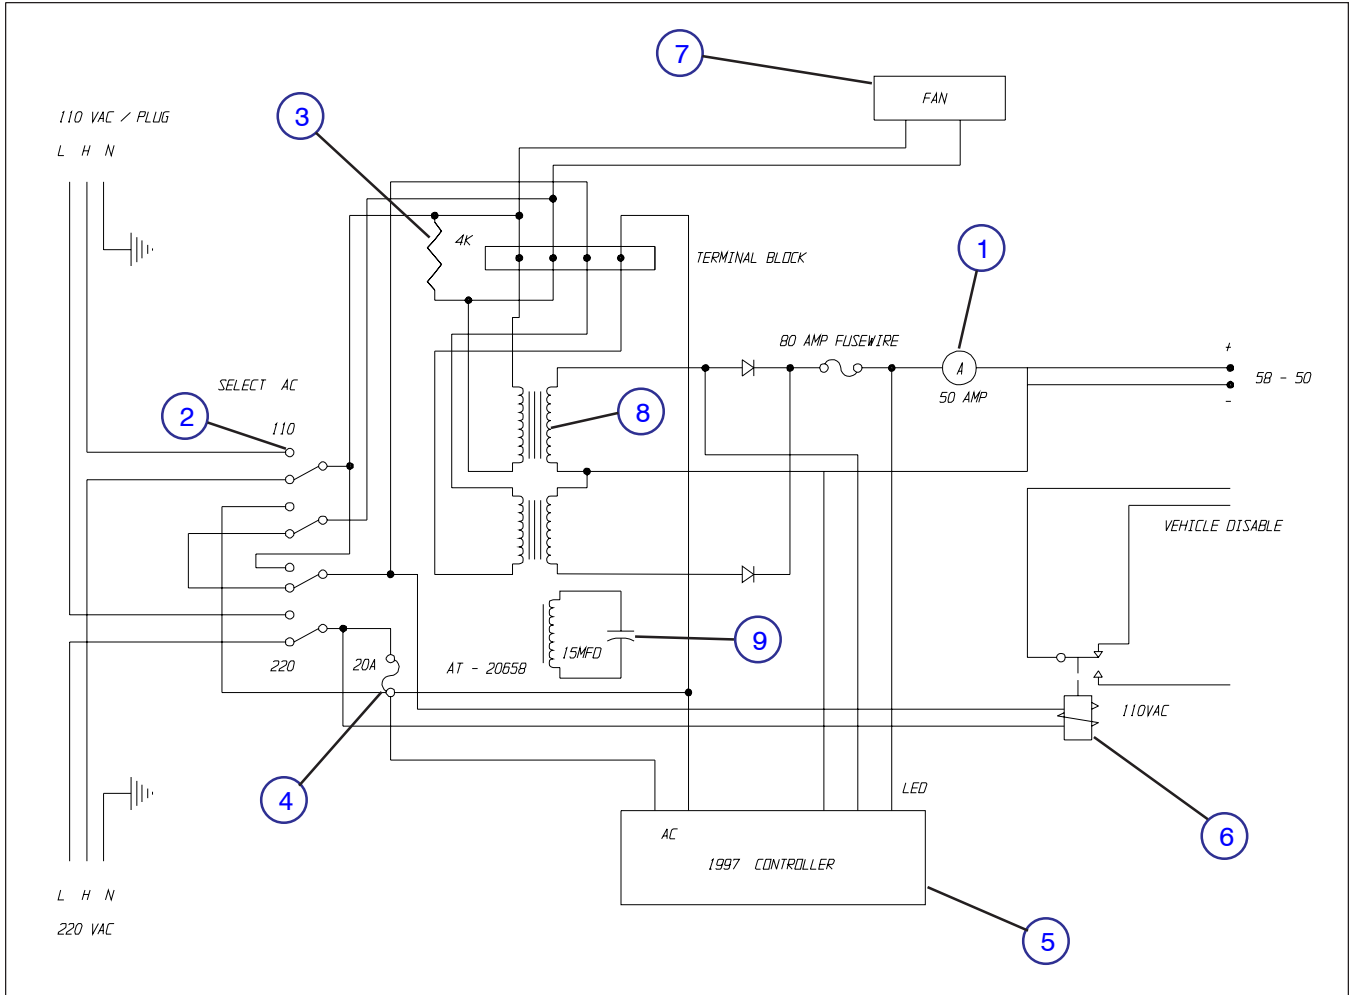 7
FAN
3
110 VAC / PLUG
L H N
4K
TERMINAL BLOCK
1
80 AMP FUSEWIRE
+
A
58 - 50
50 AMP
-
SELECT AC
2
110
8
VEHICLE DISABLE
15MFD
9
220
20A
AT - 20658
110VAC
LED
4
6
AC
1997 CONTROLLER
L H N
220 VAC
5